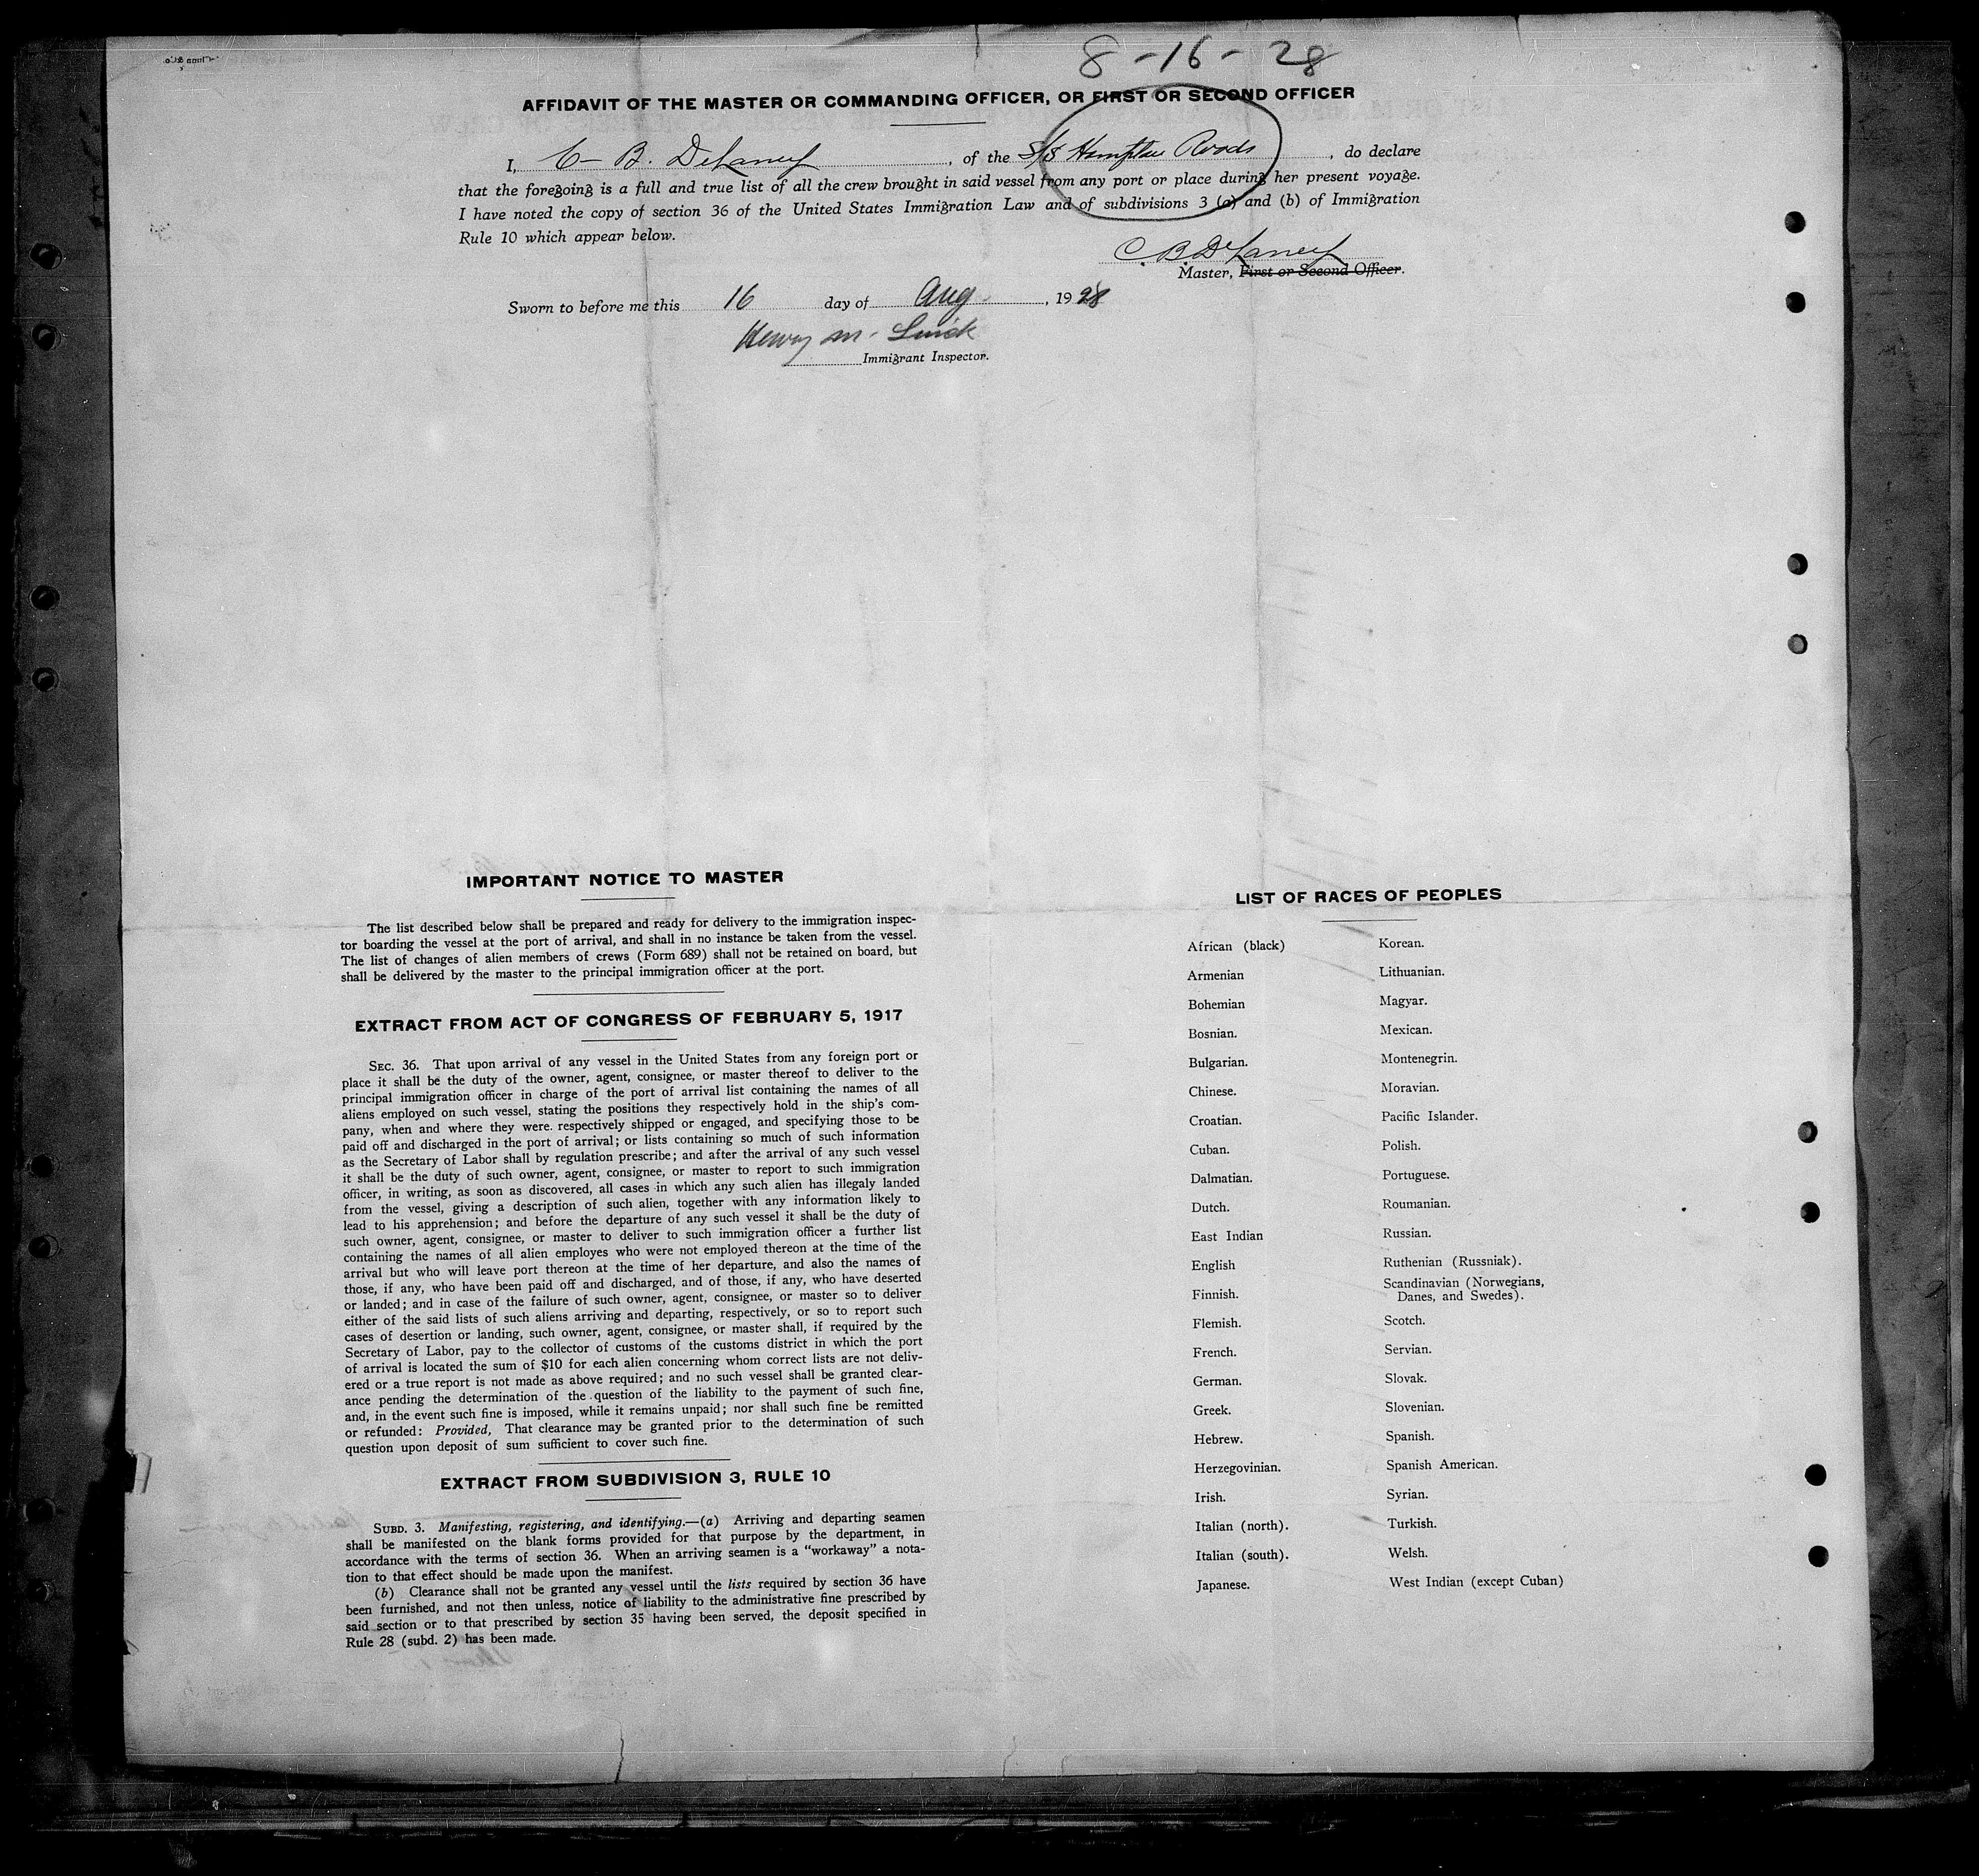 8-16-28
AFFIDAVIT OF THE MASTER OR COMMANDING OFFICER, OR FIRST OR SECOND OFFICER
I, C B. DeLaney, of the S/S Hampton Roads, do declare
that the foregoing is a full and true list of all the crew brought in said vessel from any port or place during her present voyage.
I have noted the copy of section 36 of the United States Immigration Law and of subdivisions 3 (a) and (b) of Immigration
Rule 10 which appear below.
C. B. DeLaney
Master, First or Second Officer.
Sworn to before me this 16 day of Aug., 1928
Henry M.
Immigrant Inspector.
IMPORTANT NOTICE TO MASTER
The list described below shall be prepared and ready for delivery to the immigration inspec-
tor boarding the vessel at the port of arrival, and shall in no instance be taken from the vessel.
The list of changes of alien members of crews (Form 689) shall not be retained on board, but
shall be delivered by the master to the principal immigration officer at the port.
EXTRACT FROM ACT OF CONGRESS OF FEBRUARY 5, 1917
SEC. 36. That upon arrival of any vessel in the United States from any foreign port or
place it shall be the duty of the owner, agent, consignee, or master thereof to deliver to the
principal immigration officer in charge of the port of arrival list containing the names of all
aliens employed on such vessel, stating the positions they respectively hold in the ship's com-
pany, when and where they were. respectively shipped or engaged, and specifying those to be
paid off and discharged in the port of arrival; or lists containing so much of such information
as the Secretary of Labor shall by regulation prescribe; and after the arrival of any such vessel
it shall be the duty of such owner, agent, consignee, or master to report to such immigration
officer, in writing, as soon as discovered, all cases in which any such alien has illegaly landed
from the vessel, giving a description of such alien, together with any information likely to
lead to his apprehension; and before the departure of any such vessel it shall be the duty of
such owner, agent, consignee, or master to deliver to such immigration officer a further list
containing the names of all alien employes who were not employed thereon at the time of the
arrival but who will leave port thereon at the time of her departure, and also the names of
those, if any, who have been paid off and discharged, and of those, if any, who have deserted
or landed; and in case of the failure of such owner, agent, consignee, or master so to deliver
either of the said lists of such aliens arriving and departing, respectively, or so to report such
cases of desertion or landing, such owner, agent, consignee, or master shall, if required by the
Secretary of Labor, pay to the collector of customs of the customs district in which the port
of arrival is located the sum of $10 for each alien concerning whom correct lists are not deliv-
ered or a true report is not made as above required; and no such vessel shall be granted clear-
ance pending the determination of the question of the liability to the payment of such fine,
and, in the event such fine is imposed, while it remains unpaid; nor shall such fine be remitted
or refunded: Provided, That clearance may be granted prior to the determination of such
question upon deposit of sum sufficient to cover such fine.
EXTRACT FROM SUBDIVISION 3, RULE 10
SUBD. 3. Manifesting, registering, and identifying.—(a) Arriving and departing seamen
shall be manifested on the blank forms provided for that purpose by the department, in
accordance with the terms of section 36. When an arriving seamen is a "workaway" a nota-
tion to that effect should be made upon the manifest.
(b) Clearance shall not be granted any vessel until the lists required by section 36 have
been furnished, and not then unless, notice of liability to the administrative fine prescribed by
said section or to that prescribed by section 35 having been served, the deposit specified in
Rule 28 (subd. 2) has been made.
LIST OF RACES OF PEOPLES
African (black)
Armenian
Bohemian
Bosnian.
Bulgarian.
Chinese.
Croatian.
Cuban.
Dalmatian.
Dutch.
East Indian
English
Finnish.
Flemish.
French.
German.
Greek.
Hebrew.
Herzegovinian.
Irish.
Italian (north).
Italian (south).
Japanese.
Korean.
Lithuanian.
Magyar.
Mexican.
Montenegrin.
Moravian.
Pacific Islander.
Polish.
Portuguese.
Roumanian.
Russian.
Ruthenian (Russniak).
Scandinavian (Norwegians,
Danes, and Swedes).
Scotch.
Servian.
Slovak.
Slovenian.
Spanish.
Spanish American.
Syrian.
Turkish.
Welsh.
West Indian (except Cuban)